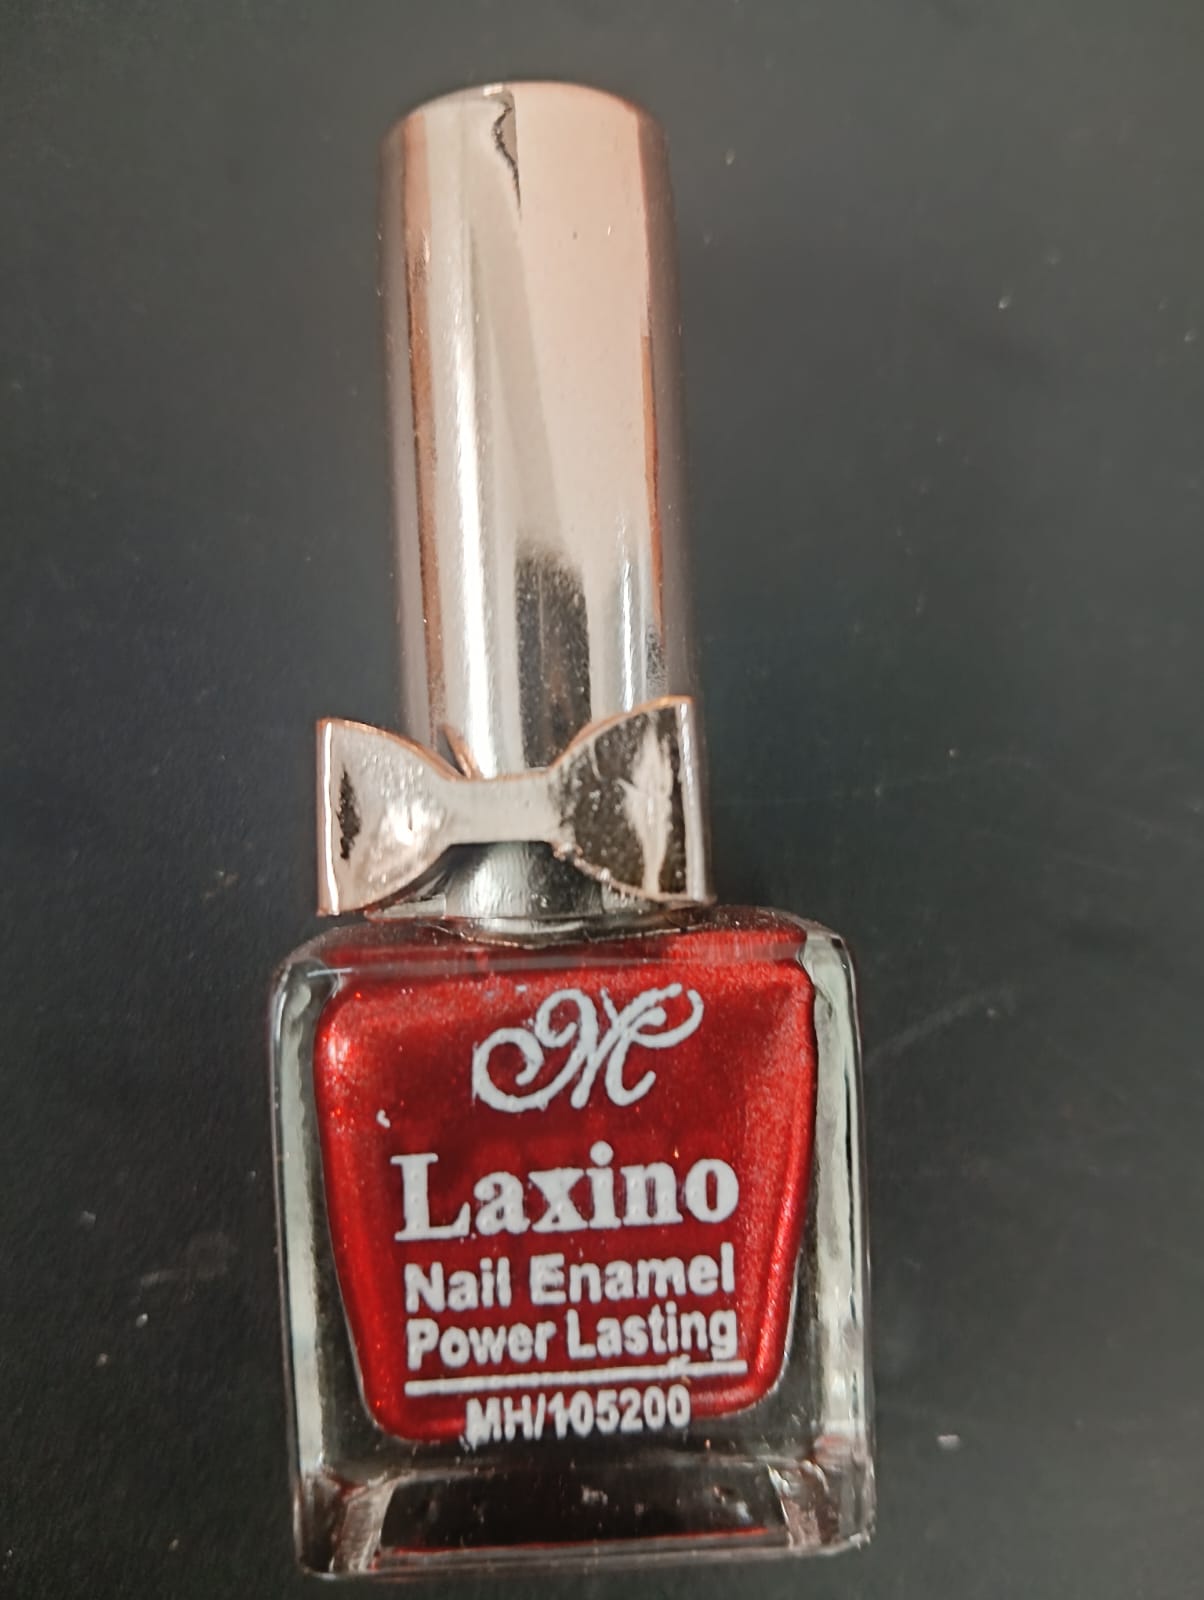 M
Laxino
Nail Enamel
Power Lasting
MH/105200